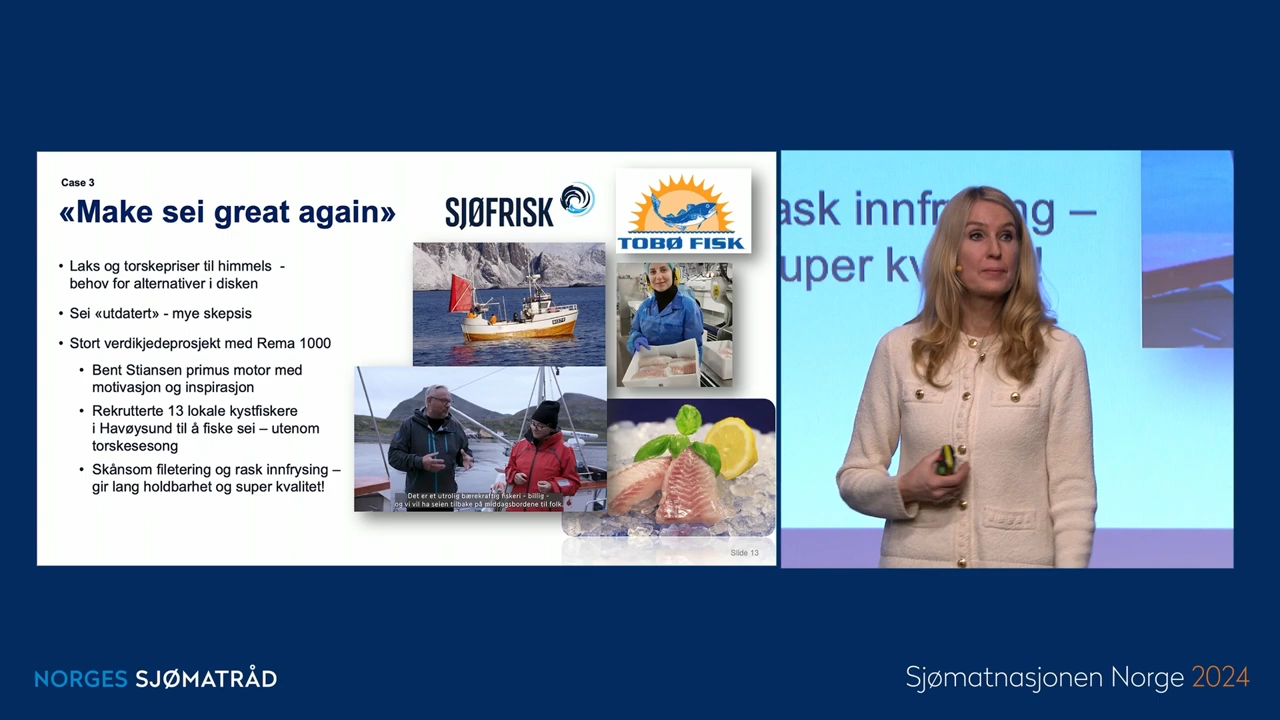 Case 3
«Make sei great again»
SJØFRISK
TOBØ FISK
• Laks og torskepriser til himmels -
behov for alternativer i disken
• Sei «utdatert» - mye skepsis
• Stort verdikjedeprosjekt med Rema 1000
• Bent Stiansen primus motor med
motivasjon og inspirasjon
• Rekrutterte 13 lokale kystfiskere
i Havøysund til å fiske sei – utenom
torskesesong
• Skånsom filetering og rask innfrysing –
gir lang holdbarhet og super kvalitet!
Det er et utrolig bærekraftig fiskeri - billig -
og vi vil ha seien tilbake på middagsbordene til folk.
Slide 13
ask innfr ng –
uper kv
NORGES SJØMATRÅD
Sjømatnasjonen Norge 2024